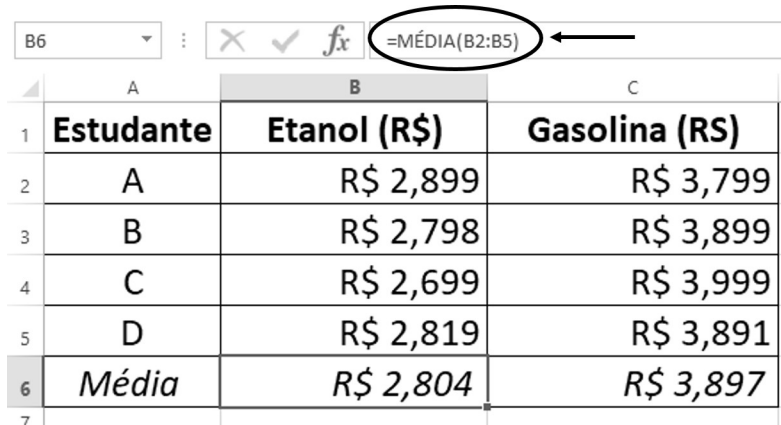 B6 fx =MÉDIA(B2:B5)
A B C
1 Estudante Etanol (R$) Gasolina (RS)
2 A R$ 2,899 R$ 3,799
3 B R$ 2,798 R$ 3,899
4 C R$ 2,699 R$ 3,999
5 D R$ 2,819 R$ 3,891
6 Média R$ 2,804 R$ 3,897
7